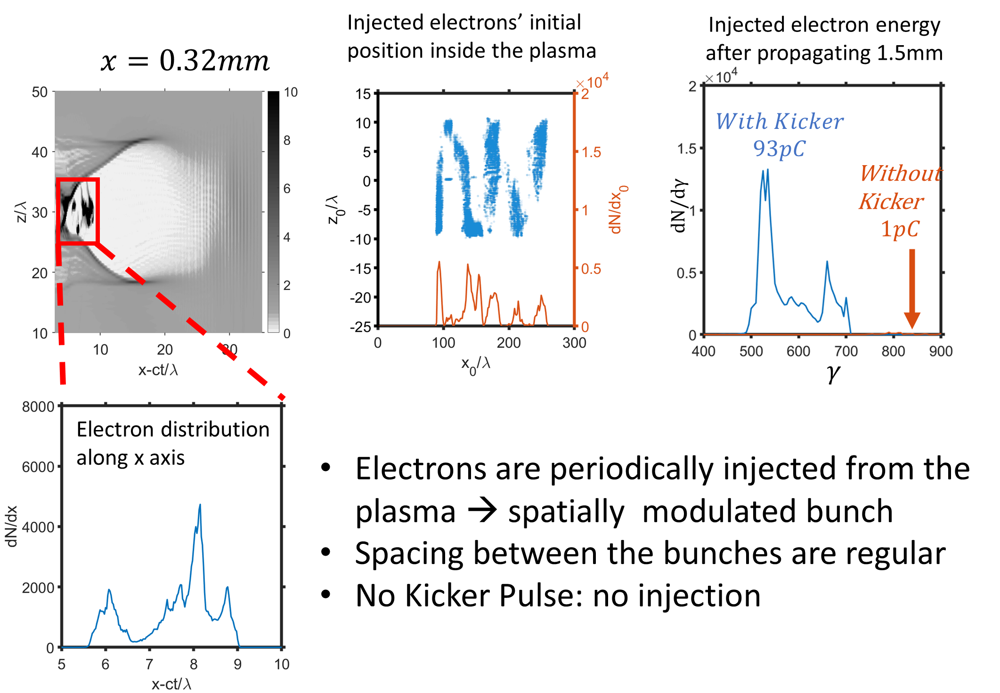 x = 0.32mm
50
40
30
20
10
z/λ
10
20
30
x-ct/λ
10
8
6
4
2
0
Injected electrons’ initial
position inside the plasma
×10⁴
15
10
5
0
-5
-10
-15
-20
-25
z₀/λ
0
100
200
300
x₀/λ
2
1.5
1
0.5
0
dN/dx₀
Injected electron energy
after propagating 1.5mm
×10⁴
2
1.5
1
0.5
0
dN/dγ
With Kicker
93pC
Without
Kicker
1pC
400
500
600
700
800
900
γ
8000
6000
4000
2000
0
dN/dx
Electron distribution
along x axis
5
6
7
8
9
10
x-ct/λ
• Electrons are periodically injected from the
plasma → spatially  modulated bunch
• Spacing between the bunches are regular
• No Kicker Pulse: no injection